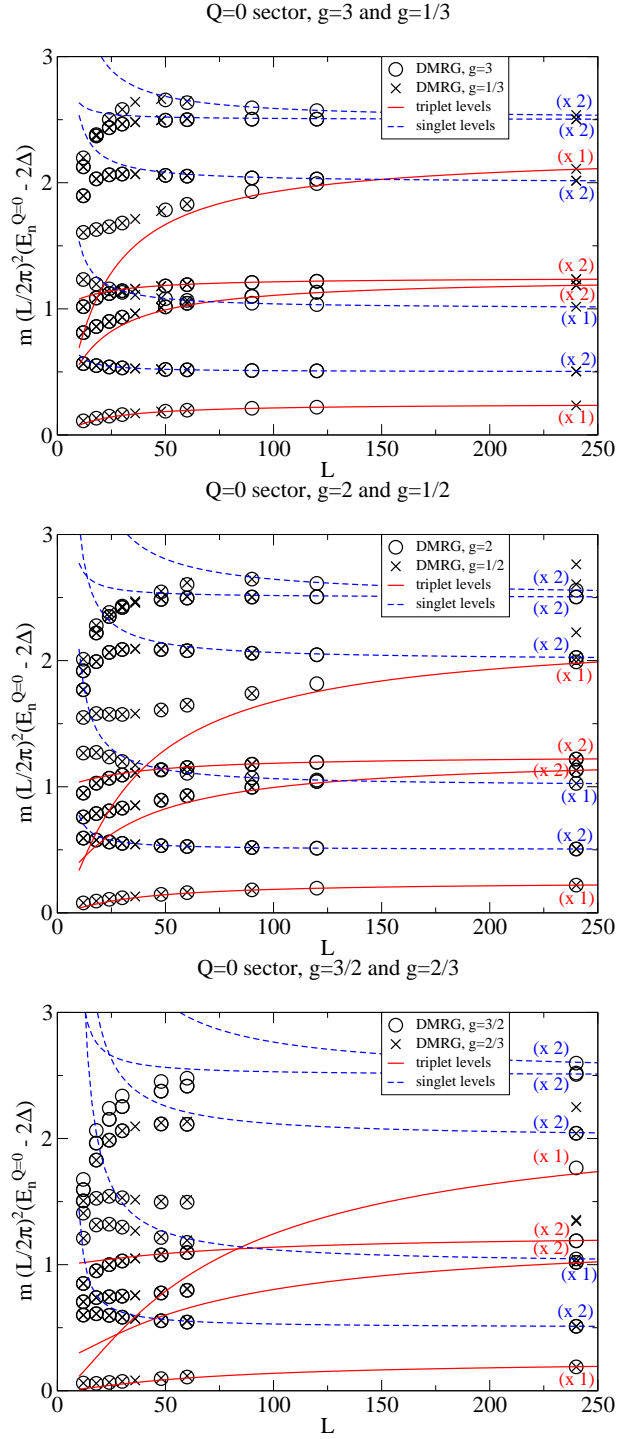 Q=0 sector, g=3 and g=1/3
3
DMRG, g=3
DMRG, g=1/3
triplet levels
singlet levels
(x 2)
(x 2)
(x 1)
(x 2)
2
(x 2)
(x 2)
(x 1)
1
(x 2)
(x 1)
0
m (L/2π)²(Eₙ^Q=0 - 2Δ)
0 50 100 150 200 250
L
Q=0 sector, g=2 and g=1/2
3
DMRG, g=2
DMRG, g=1/2
triplet levels
singlet levels
(x 2)
(x 2)
(x 2)
2
(x 1)
(x 2)
(x 2)
(x 1)
1
(x 2)
(x 1)
0
m (L/2π)²(Eₙ^Q=0 - 2Δ)
0 50 100 150 200 250
L
Q=0 sector, g=3/2 and g=2/3
3
DMRG, g=3/2
DMRG, g=2/3
triplet levels
singlet levels
(x 2)
(x 2)
(x 2)
2
(x 1)
(x 2)
(x 2)
(x 1)
1
(x 2)
(x 1)
0
m (L/2π)²(Eₙ^Q=0 - 2Δ)
0 50 100 150 200 250
L